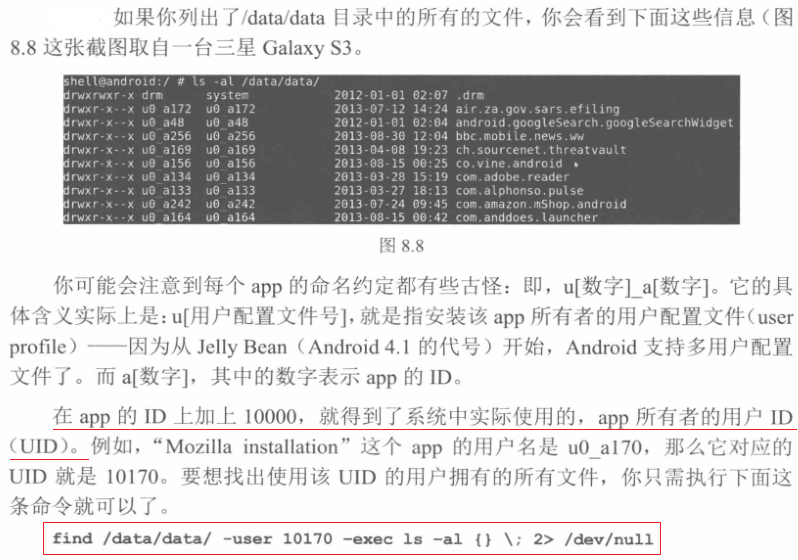 如果你列出了/data/data 目录中的所有的文件，你会看到下面这些信息（图
8.8 这张截图取自一台三星 Galaxy S3。
shell@android:/ # ls -al /data/data/
drwxrwxr-x drm system 2012-01-01 02:07 .drm
drwxr-x--x u0_a172 u0_a172 2013-07-12 14:24 air.za.gov.sars.efiling
drwxr-x--x u0_a48 u0_a48 2012-01-01 02:04 android.googleSearch.googleSearchWidget
drwxr-x--x u0_a256 u0_a256 2013-08-30 12:04 bbc.mobile.news.ww
drwxr-x--x u0_a169 u0_a169 2013-04-08 19:23 ch.sourcenet.threatvault
drwxr-x--x u0_a156 u0_a156 2013-08-15 00:25 co.vine.android
drwxr-x--x u0_a134 u0_a134 2013-03-28 15:19 com.adobe.reader
drwxr-x--x u0_a133 u0_a133 2013-03-27 18:13 com.alphonso.pulse
drwxr-x--x u0_a242 u0_a242 2013-07-24 09:45 com.amazon.mShop.android
drwxr-x--x u0_a164 u0_a164 2013-08-15 00:42 com.anddoes.launcher
图 8.8
你可能会注意到每个 app 的命名约定都有些古怪：即，u[数字]_a[数字]。它的具
体含义实际上是：u[用户配置文件号]，就是指安装该 app 所有者的用户配置文件（user
profile）——因为从 Jelly Bean（Android 4.1 的代号）开始，Android 支持多用户配置
文件了。而 a[数字]，其中的数字表示 app 的 ID。
在 app 的 ID 上加上 10000，就得到了系统中实际使用的，app 所有者的用户 ID
（UID）。例如，“Mozilla installation”这个 app 的用户名是 u0_a170，那么它对应的
UID 就是 10170。要想找出使用该 UID 的用户拥有的所有文件，你只需执行下面这
条命令就可以了。
find /data/data/ -user 10170 -exec ls -al {} \; 2> /dev/null